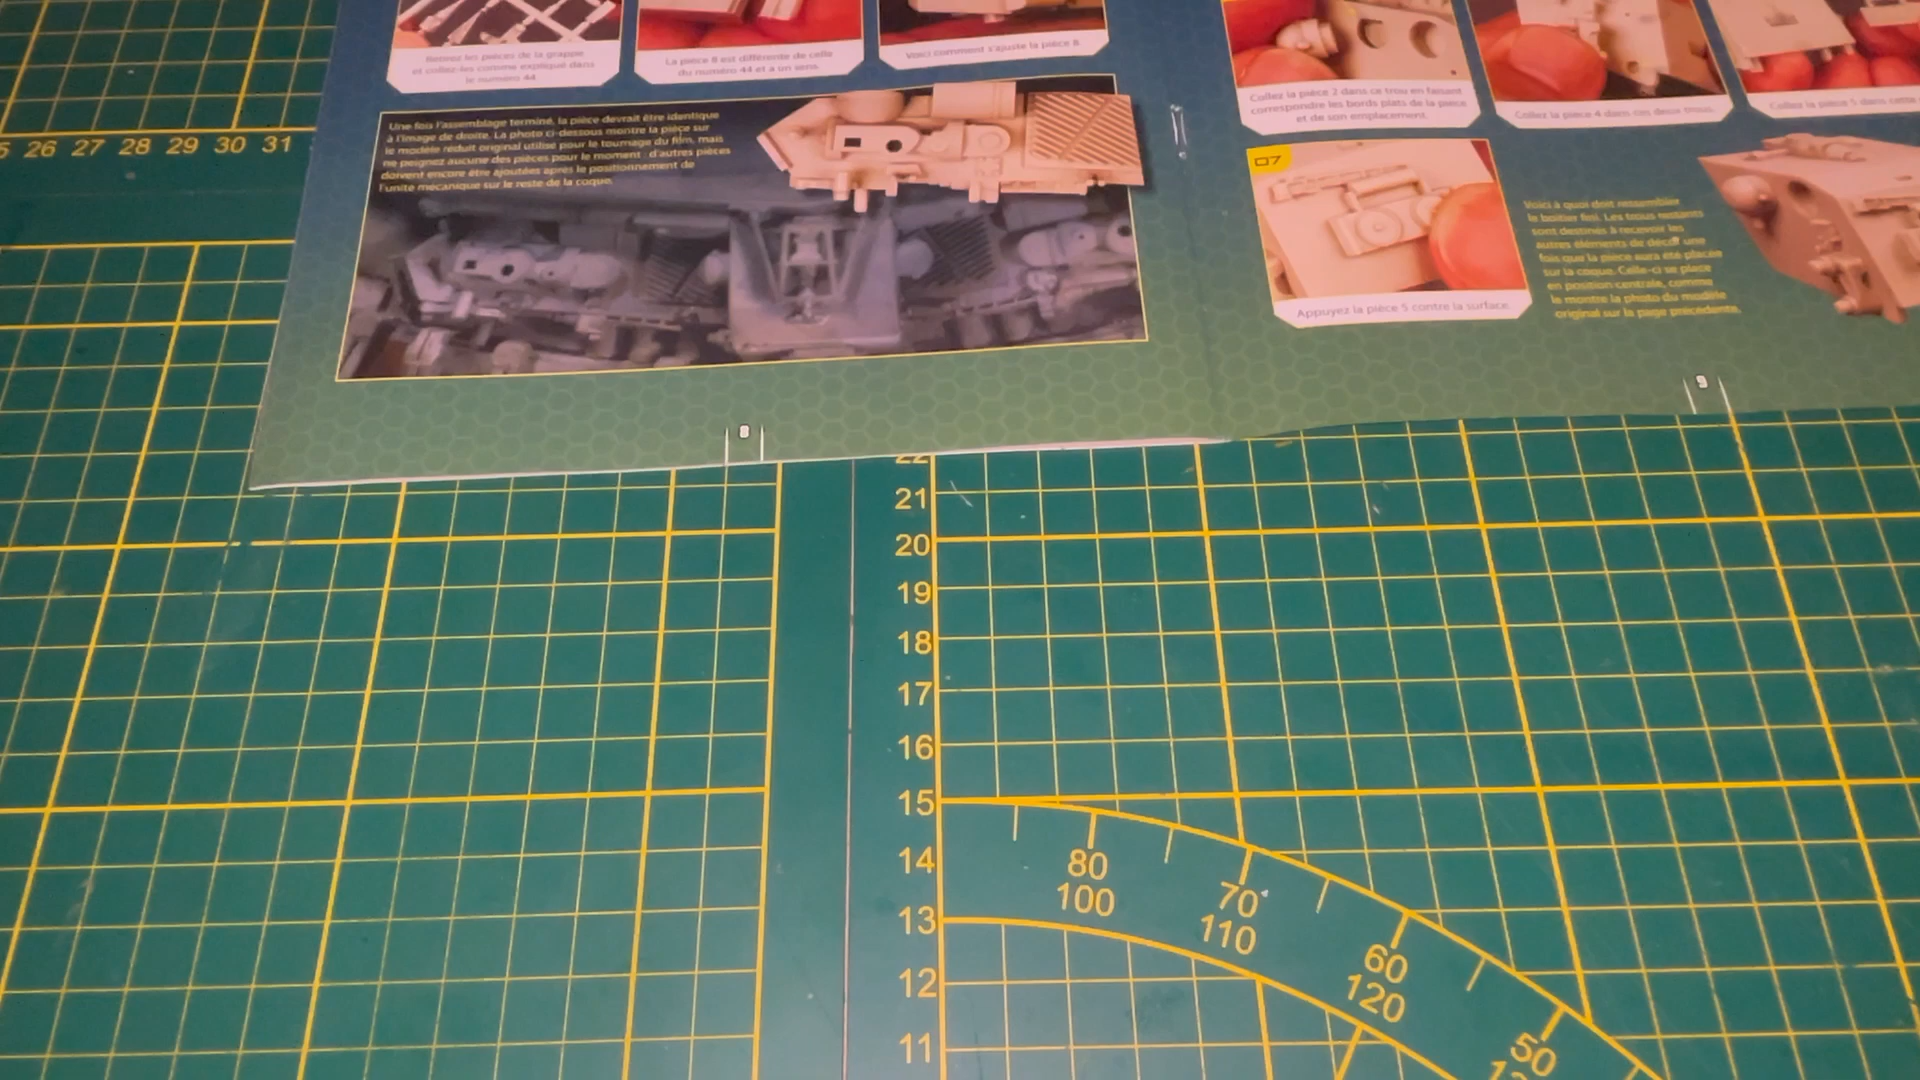 Retirez les pièces de la grappe
et collez-les comme expliqué dans
le numéro 44.
La pièce 8 est différente de celle
du numéro 44 et a un sens.
Voici comment s'ajuste la pièce 8.
Une fois l'assemblage terminé, la pièce devrait être identique
à l'image de droite. La photo ci-dessous montre la pièce sur
le modèle réduit original utilisé pour le tournage du film, mais
ne peignez aucune des pièces pour le moment : d'autres pièces
doivent encore être ajoutées après le positionnement de
l'unité mécanique sur le reste de la coque.
8
Collez la pièce 2 dans ce trou en faisant
correspondre les bords plats de la pièce
et de son emplacement.
Collez la pièce 4 dans ces deux trous.
Collez la pièce 5 dans cette
07
Appuyez la pièce 5 contre la surface.
Voici à quoi doit ressembler
le boîtier fini. Les trous restants
sont destinés à recevoir les
autres éléments de décor une
fois que la pièce aura été placée
sur la coque. Celle-ci se place
en position centrale, comme
le montre la photo du modèle
original sur la page précédente.
9
26 27 28 29 30 31
22
21
20
19
18
17
16
15
14
13
12
11
80
100
70
110
60
120
50